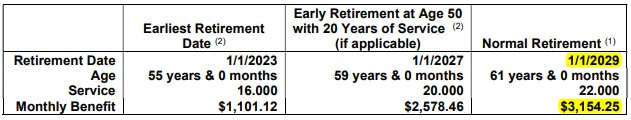 Earliest Retirement Date (2) Early Retirement at Age 50 with 20 Years of Service (2) (if applicable) Normal Retirement (1)
Retirement Date 1/1/2023 1/1/2027 1/1/2029
Age 55 years & 0 months 59 years & 0 months 61 years & 0 months
Service 16.000 20.000 22.000
Monthly Benefit $1,101.12 $2,578.46 $3,154.25